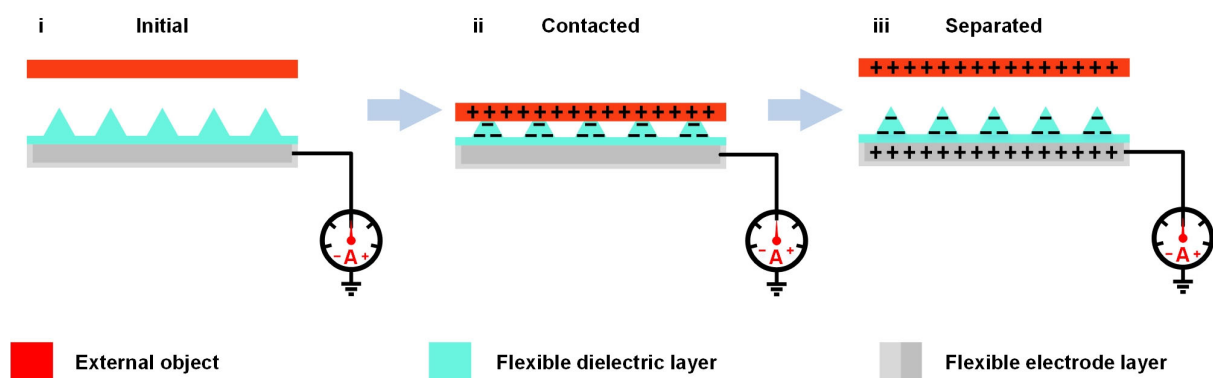 i Initial
ii Contacted
iii Separated
- A +
- A +
- A +
External object
Flexible dielectric layer
Flexible electrode layer